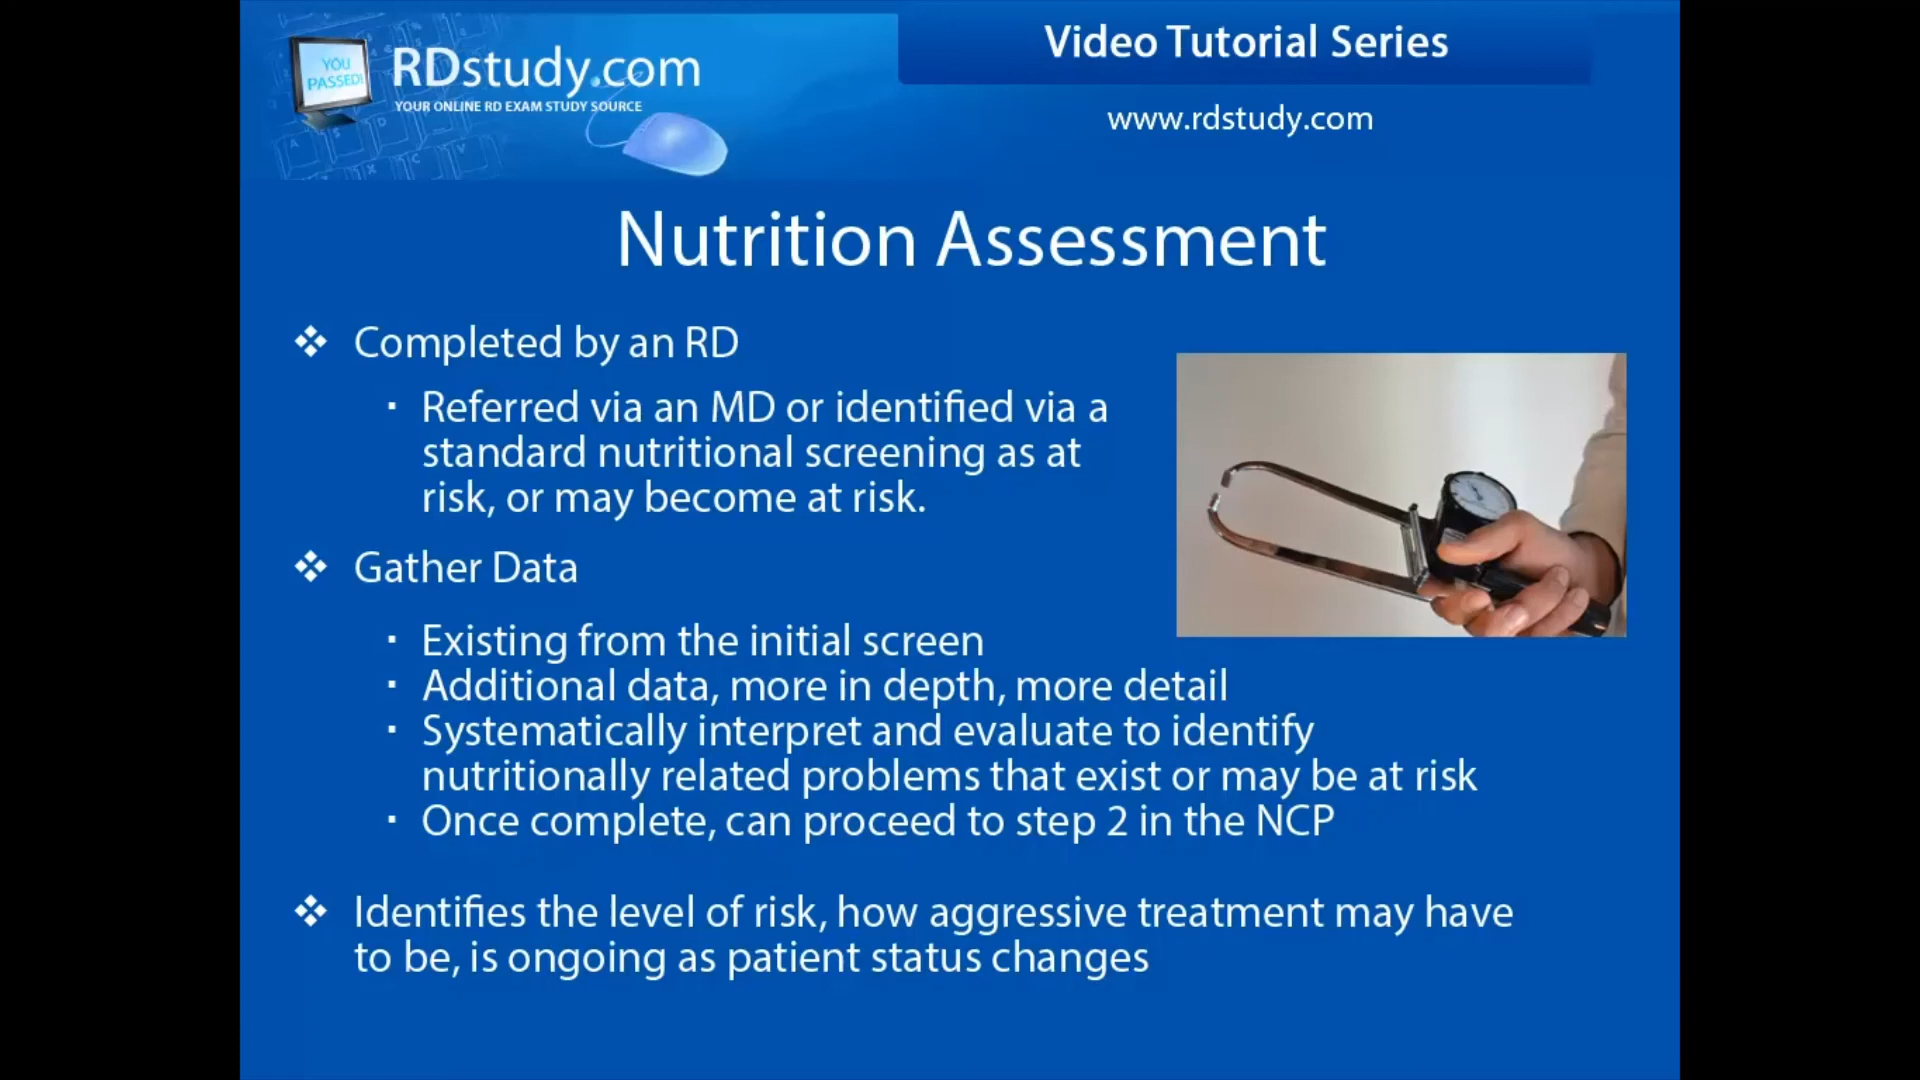 YOU
PASSED!
RDstudy.com
YOUR ONLINE RD EXAM STUDY SOURCE
Video Tutorial Series
www.rdstudy.com
Nutrition Assessment
❖ Completed by an RD
▪ Referred via an MD or identified via a
standard nutritional screening as at
risk, or may become at risk.
❖ Gather Data
▪ Existing from the initial screen
▪ Additional data, more in depth, more detail
▪ Systematically interpret and evaluate to identify
nutritionally related problems that exist or may be at risk
▪ Once complete, can proceed to step 2 in the NCP
❖ Identifies the level of risk, how aggressive treatment may have
to be, is ongoing as patient status changes